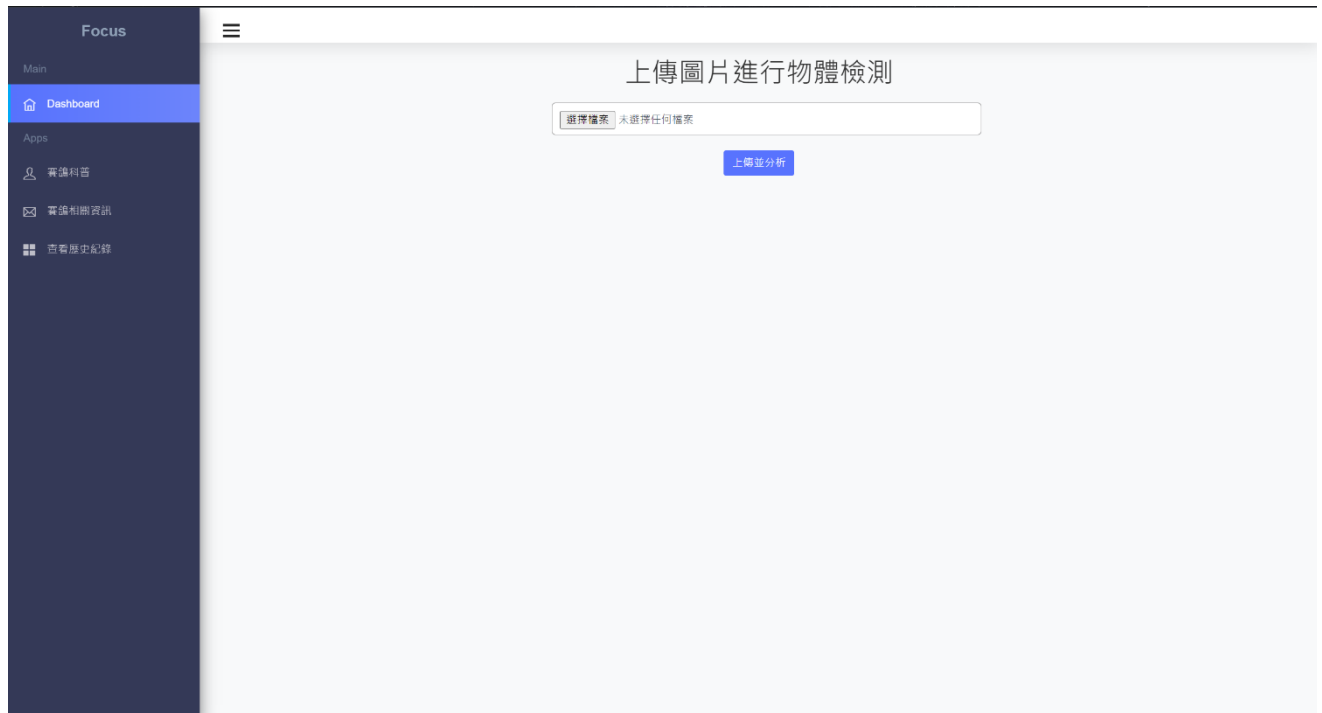 Focus
Main
Dashboard
Apps
賽鴿科普
賽鴿相關資訊
查看歷史紀錄
上傳圖片進行物體檢測
選擇檔案 未選擇任何檔案
上傳並分析